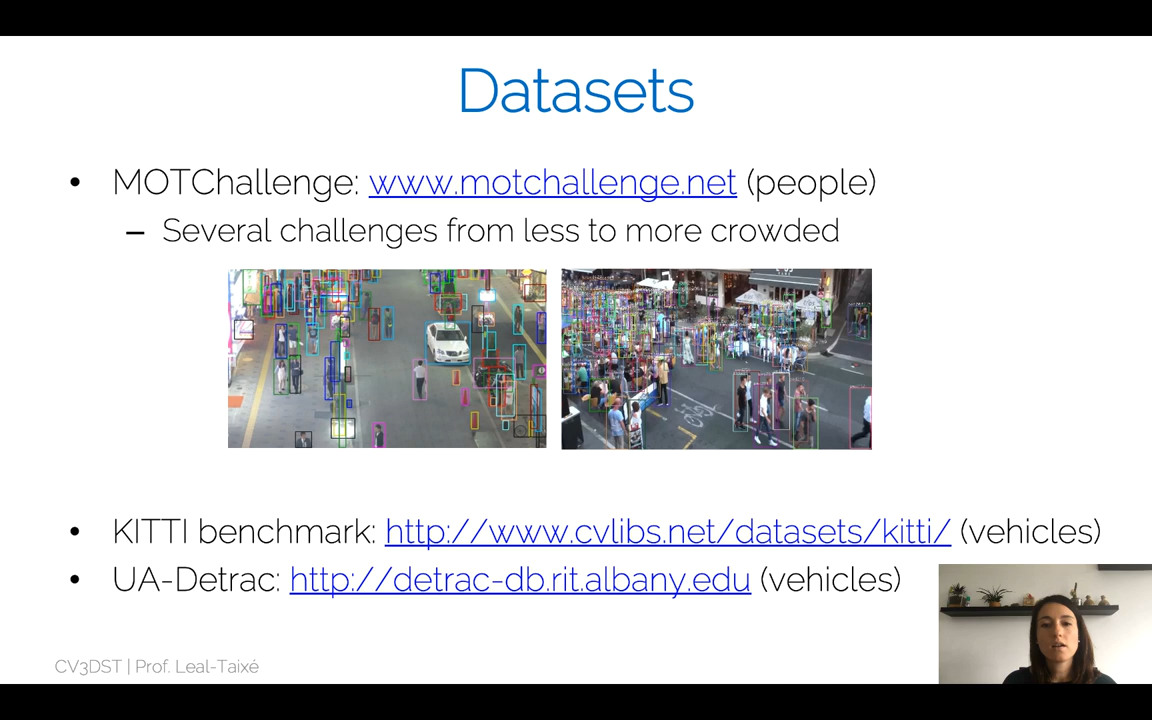 Datasets
• MOTChallenge: www.motchallenge.net (people)
– Several challenges from less to more crowded
• KITTI benchmark: http://www.cvlibs.net/datasets/kitti/ (vehicles)
• UA-Detrac: http://detrac-db.rit.albany.edu (vehicles)
CV3DST | Prof. Leal-Taixé